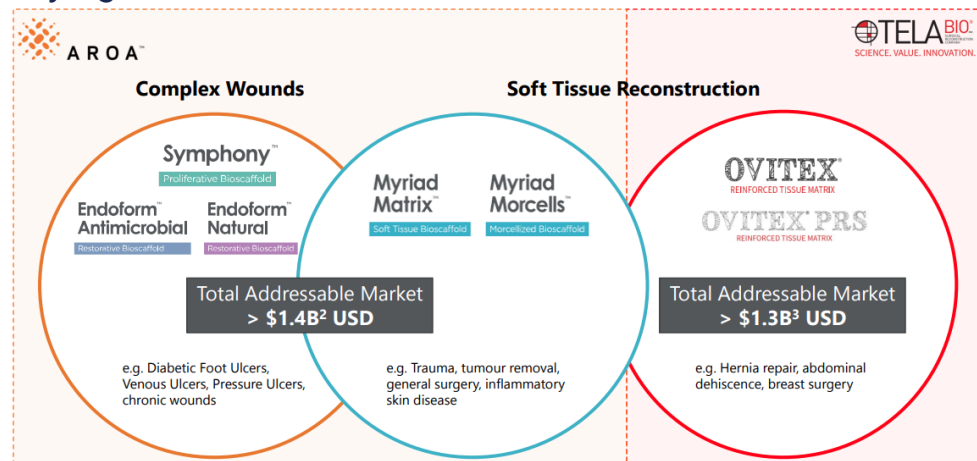 AROA™
TELA BIO®
SCIENCE. VALUE. INNOVATION.
Complex Wounds
Soft Tissue Reconstruction
Symphony™
Proliferative Bioscaffold
Endoform™
Antimicrobial
Restorative Bioscaffold
Endoform™
Natural
Restorative Bioscaffold
Myriad
Matrix™
Soft Tissue Bioscaffold
Myriad
Morcells™
Morcellized Bioscaffold
OVITEX®
REINFORCED TISSUE MATRIX
OVITEX® PRS
REINFORCED TISSUE MATRIX
Total Addressable Market
> $1.4B² USD
Total Addressable Market
> $1.3B³ USD
e.g. Diabetic Foot Ulcers,
Venous Ulcers, Pressure Ulcers,
chronic wounds
e.g. Trauma, tumour removal,
general surgery, inflammatory
skin disease
e.g. Hernia repair, abdominal
dehiscence, breast surgery